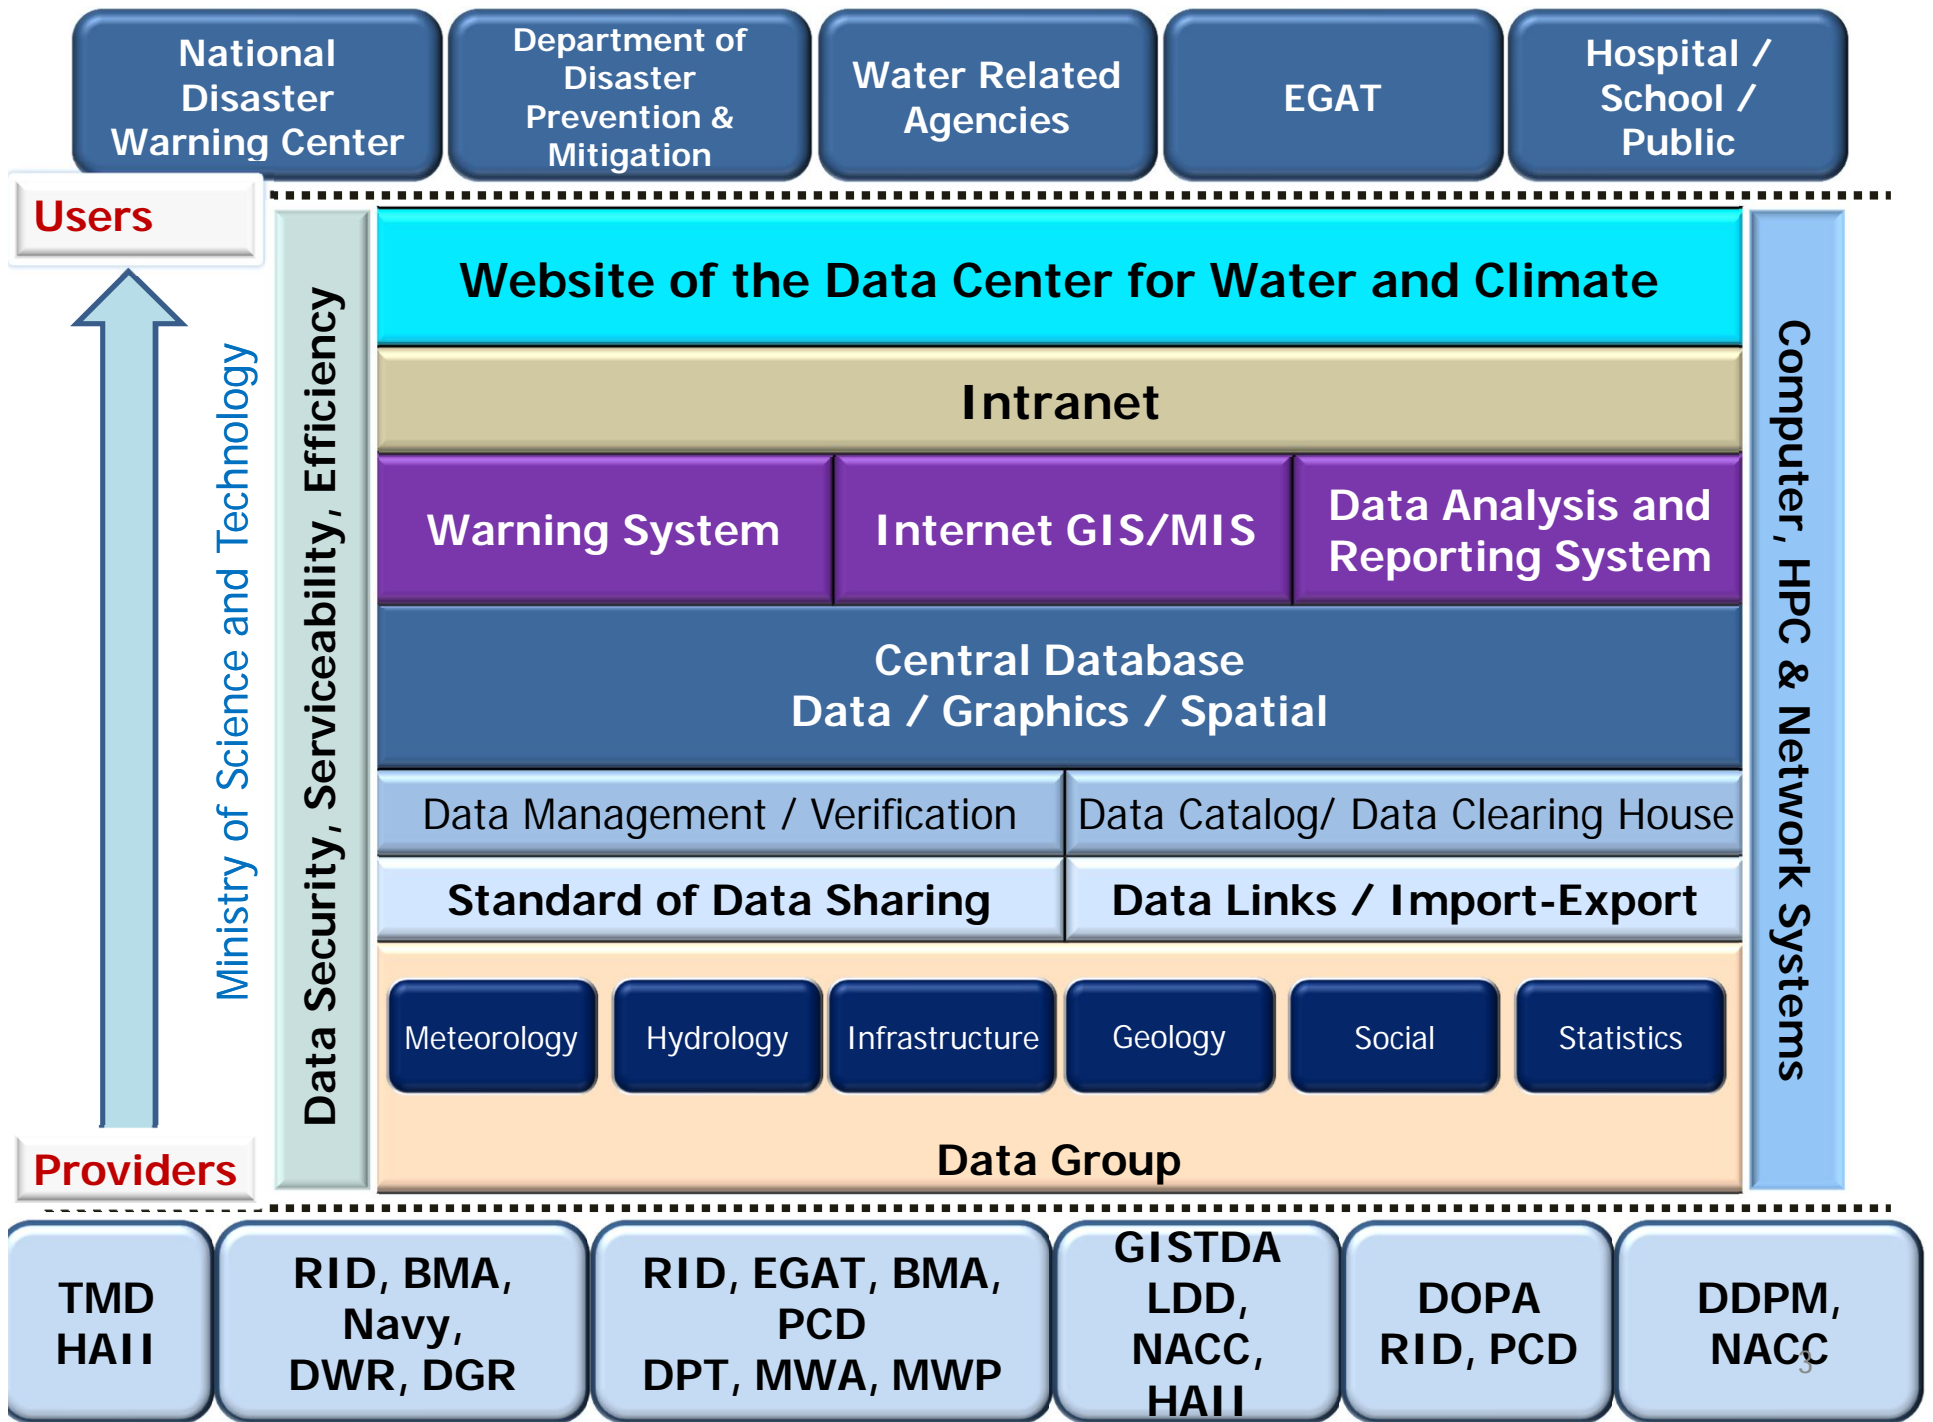 National
Disaster
Warning Center
Department of
Disaster
Prevention &
Mitigation
Water Related
Agencies
EGAT
Hospital /
School /
Public
Users
Ministry of Science and Technology
Providers
Data Security, Serviceability, Efficiency
Website of the Data Center for Water and Climate
Intranet
Warning System
Internet GIS/MIS
Data Analysis and
Reporting System
Central Database
Data / Graphics / Spatial
Data Management / Verification
Data Catalog/ Data Clearing House
Standard of Data Sharing
Data Links / Import-Export
Meteorology
Hydrology
Infrastructure
Geology
Social
Statistics
Data Group
Computer, HPC & Network Systems
TMD
HAII
RID, BMA,
Navy,
DWR, DGR
RID, EGAT, BMA,
PCD
DPT, MWA, MWP
GISTDA
LDD,
NACC,
HAII
DOPA
RID, PCD
DDPM,
NACC
3